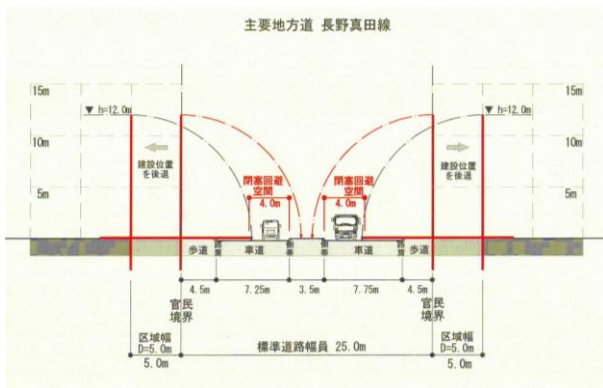 主要地方道 長野真田線
15m
15m
▼ h=12.0m
▼ h=12.0m
10m
10m
建設位置
を後退
建設位置
を後退
閉塞回避
空間
4.0m
閉塞回避
空間
4.0m
5m
5m
歩道
路肩
車道
側帯
側帯
車道
路肩
歩道
4.5m
7.25m
3.5m
7.75m
4.5m
官民
境界
官民
境界
区域幅
D=5.0m
5.0m
標準道路幅員 25.0m
区域幅
D=5.0m
5.0m